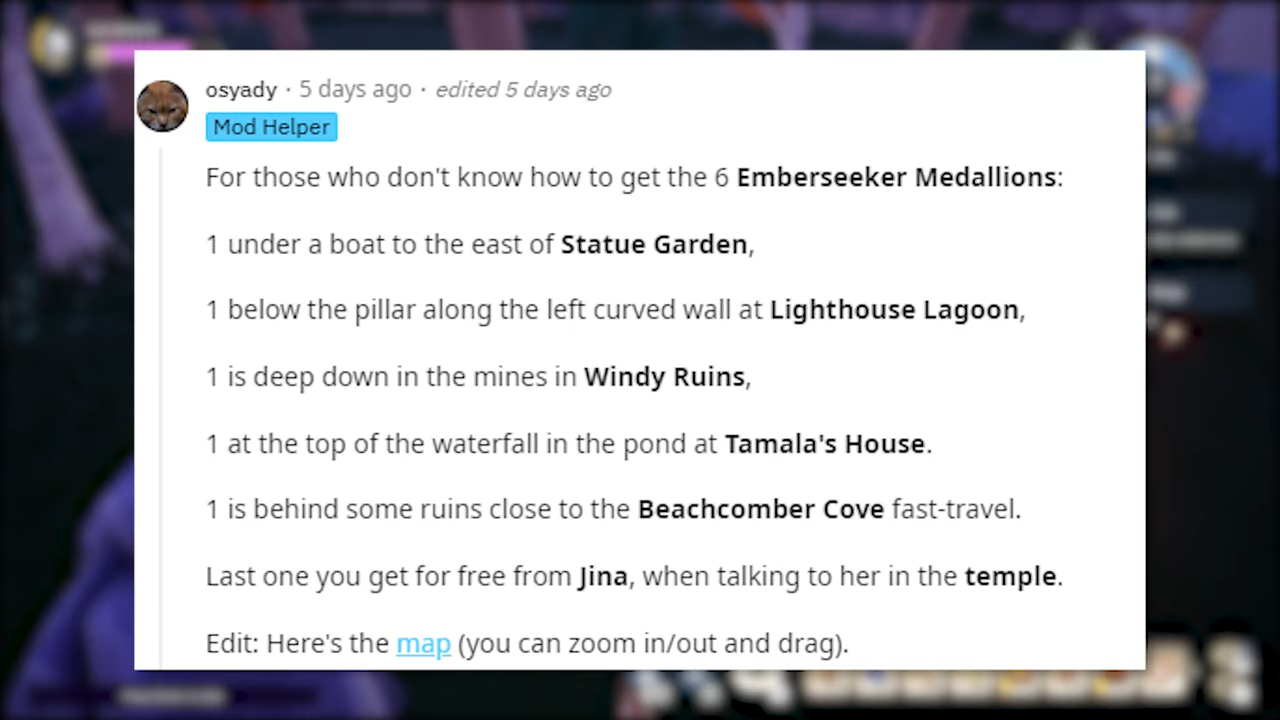 osyady · 5 days ago · edited 5 days ago
Mod Helper
For those who don't know how to get the 6 Emberseeker Medallions:
1 under a boat to the east of Statue Garden,
1 below the pillar along the left curved wall at Lighthouse Lagoon,
1 is deep down in the mines in Windy Ruins,
1 at the top of the waterfall in the pond at Tamala's House.
1 is behind some ruins close to the Beachcomber Cove fast-travel.
Last one you get for free from Jina, when talking to her in the temple.
Edit: Here's the map (you can zoom in/out and drag).